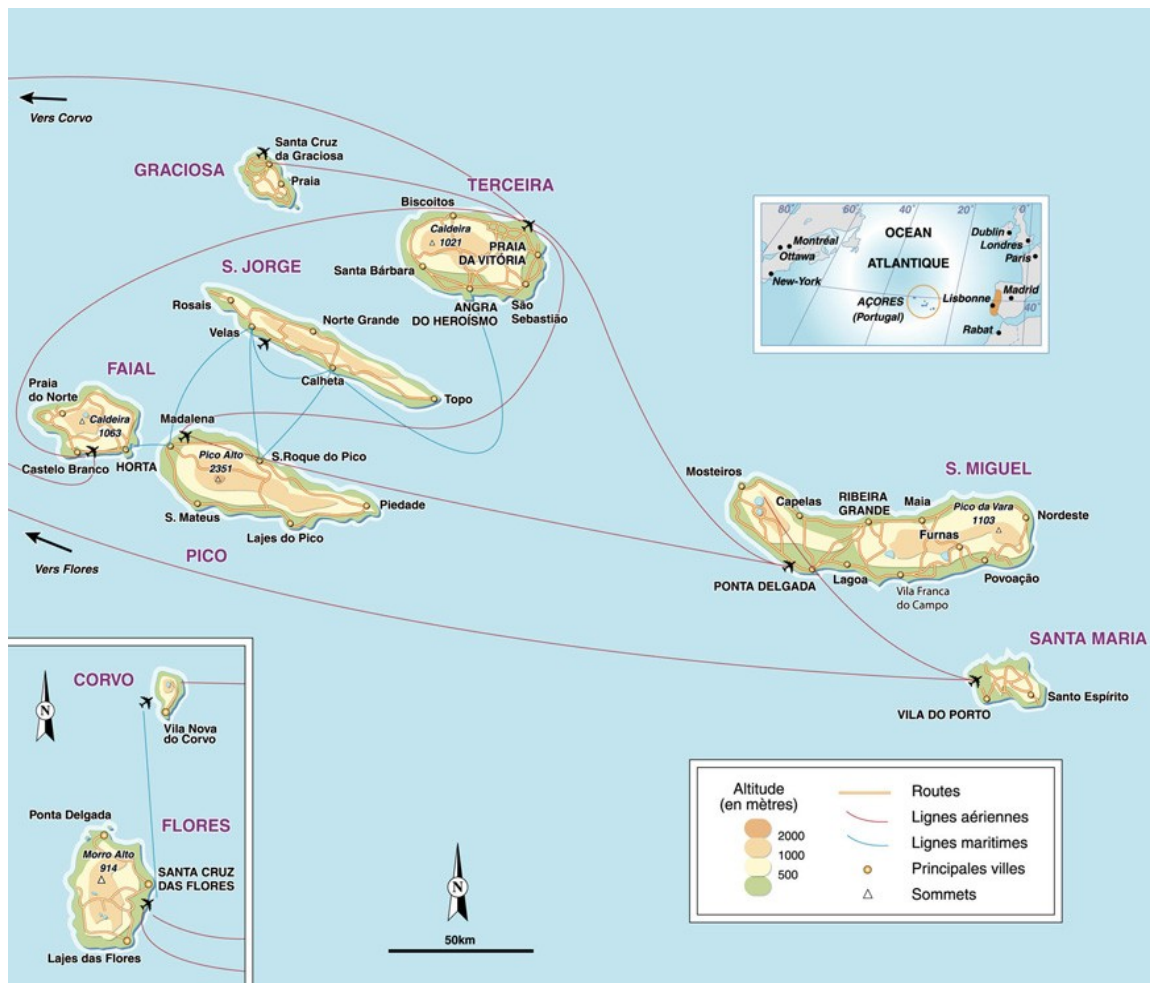 Vers Corvo
Santa Cruz
da Graciosa
GRACIOSA
Praia
TERCEIRA
Biscoitos
Caldeira
1021
PRAIA
DA VITÓRIA
Santa Bárbara
ANGRA
DO HEROÍSMO
São
Sebastião
80°
60°
40°
20°
0°
OCEAN
ATLANTIQUE
Montréal
Ottawa
New-York
Dublin
Londres
Paris
AÇORES
(Portugal)
Lisbonne
Madrid
40°
Rabat
S. JORGE
Rosais
Velas
Norte Grande
Calheta
Topo
FAIAL
Praia
do Norte
Caldeira
1063
Castelo Branco
HORTA
Madalena
Pico Alto
2351
S.Roque do Pico
Piedade
S. Mateus
Lajes do Pico
PICO
Vers Flores
S. MIGUEL
Mosteiros
Capelas
RIBEIRA
GRANDE
Maia
Pico da Vara
1103
Nordeste
Furnas
PONTA DELGADA
Lagoa
Povoação
Vila Franca
do Campo
SANTA MARIA
Santo Espírito
VILA DO PORTO
CORVO
N
Vila Nova
do Corvo
Ponta Delgada
FLORES
Morro Alto
914
SANTA CRUZ
DAS FLORES
Lajes das Flores
N
50km
Altitude
(en mètres)
2000
1000
500
Routes
Lignes aériennes
Lignes maritimes
Principales villes
Sommets